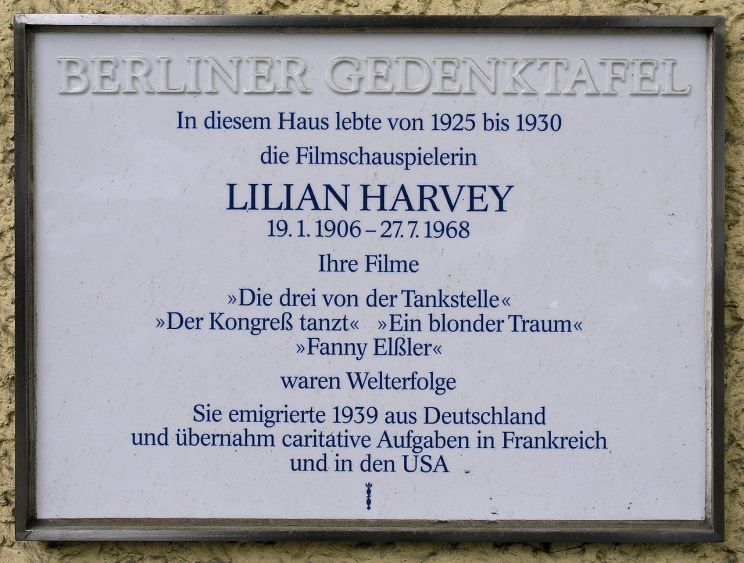 BERLINER GEDENKTAFEL
In diesem Haus lebte von 1925 bis 1930
die Filmschauspielerin
LILIAN HARVEY
19. 1. 1906 – 27. 7. 1968
Ihre Filme
»Die drei von der Tankstelle«
»Der Kongreß tanzt« »Ein blonder Traum«
»Fanny Elßler«
waren Welterfolge
Sie emigrierte 1939 aus Deutschland
und übernahm caritative Aufgaben in Frankreich
und in den USA